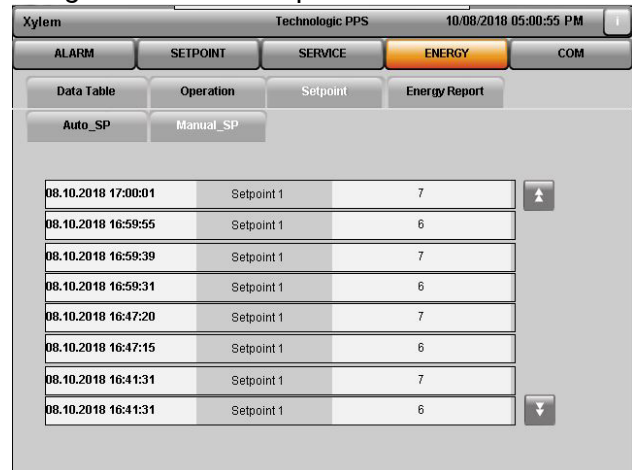 Xylem Technologic PPS 10/08/2018 05:00:55 PM i
ALARM SETPOINT SERVICE ENERGY COM
Data Table Operation Setpoint Energy Report
Auto_SP Manual_SP
08.10.2018 17:00:01 Setpoint 1 7
08.10.2018 16:59:55 Setpoint 1 6
08.10.2018 16:59:39 Setpoint 1 7
08.10.2018 16:59:31 Setpoint 1 6
08.10.2018 16:47:20 Setpoint 1 7
08.10.2018 16:47:15 Setpoint 1 6
08.10.2018 16:41:31 Setpoint 1 7
08.10.2018 16:41:31 Setpoint 1 6